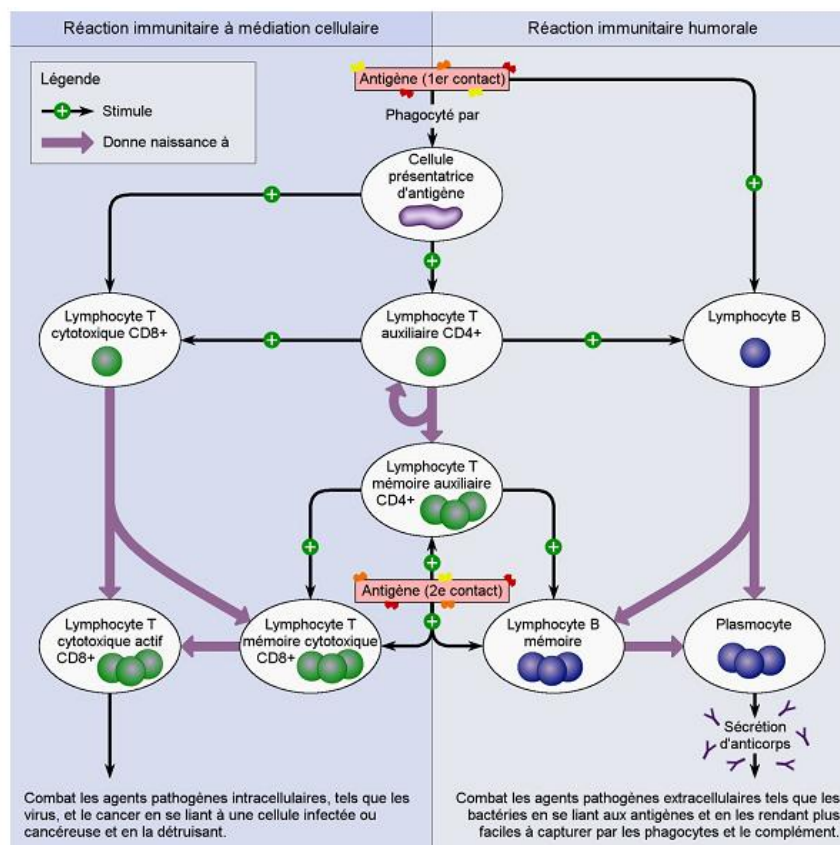 Réaction immunitaire à médiation cellulaire
Réaction immunitaire humorale
Légende
Stimule
Donne naissance à
Antigène (1er contact)
Phagocyté par
Cellule
présentatrice
d'antigène
Lymphocyte T
cytotoxique CD8+
Lymphocyte T
auxiliaire CD4+
Lymphocyte B
Lymphocyte T
mémoire auxiliaire
CD4+
Antigène (2e contact)
Lymphocyte T
cytotoxique actif
CD8+
Lymphocyte T
mémoire cytotoxique
CD8+
Lymphocyte B
mémoire
Plasmocyte
Sécrétion
d'anticorps
Combat les agents pathogènes intracellulaires, tels que les
virus, et le cancer en se liant à une cellule infectée ou
cancéreuse et en la détruisant.
Combat les agents pathogènes extracellulaires tels que les
bactéries en se liant aux antigènes et en les rendant plus
faciles à capturer par les phagocytes et le complément.